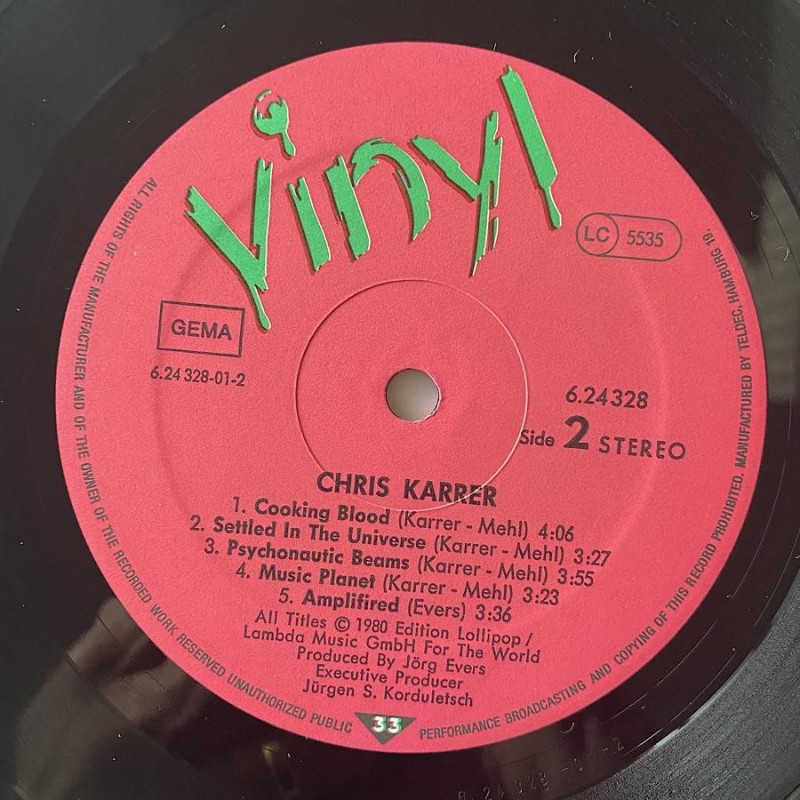 vinyl
LC 5535
GEMA
6.24 328-01-2
6.24328
Side 2 STEREO
CHRIS KARRER
1. Cooking Blood (Karrer - Mehl) 4:06
2. Settled In The Universe (Karrer - Mehl) 3:27
3. Psychonautic Beams (Karrer - Mehl) 3:55
4. Music Planet (Karrer - Mehl) 3:23
5. Amplifired (Evers) 3:36
All Titles © 1980 Edition Lollipop /
Lambda Music GmbH For The World
Produced By Jörg Evers
Executive Producer
Jürgen S. Korduletsch
33
ALL RIGHTS OF THE MANUFACTURER AND OF THE OWNER OF THE RECORDED WORK RESERVED UNAUTHORIZED PUBLIC PERFORMANCE BROADCASTING AND COPYING OF THIS RECORD PROHIBITED. MANUFACTURED BY TELDEC, HAMBURG 19.